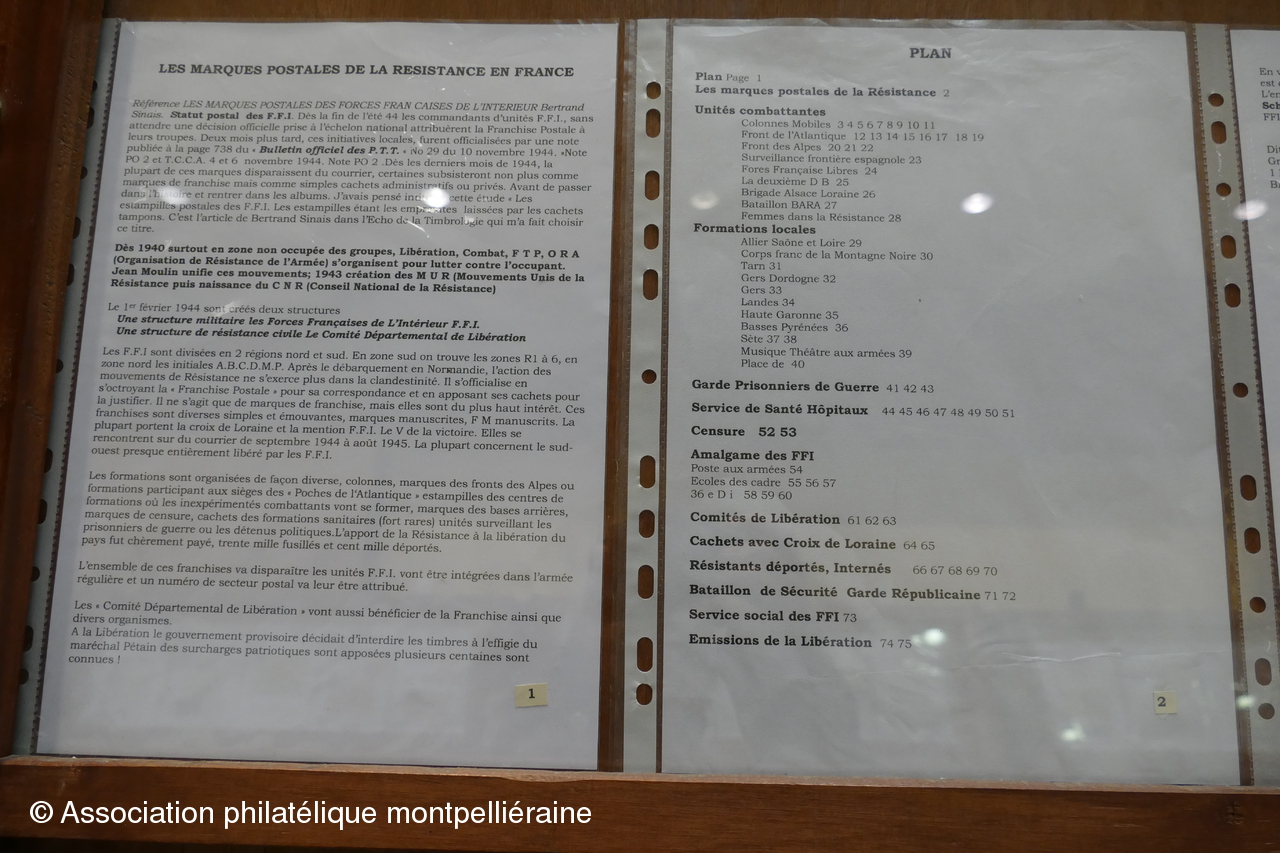 LES MARQUES POSTALES DE LA RESISTANCE EN FRANCE
Référence LES MARQUES POSTALES DES FORCES FRAN CAISES DE L'INTERIEUR Bertrand
Sinais. Statut postal des F.F.I. Dès la fin de l'été 44 les commandants d'unités F.F.I., sans
attendre une décision officielle prise à l'échelon national attribuèrent la Franchise Postale à
leurs troupes. Deux mois plus tard, ces initiatives locales, furent officialisées par une note
publiée à la page 738 du « Bulletin officiel des P.T.T. » No 29 du 10 novembre 1944. «Note
PO 2 et T.C.C.A. 4 et 6 novembre 1944. Note PO 2 .Dès les derniers mois de 1944, la
plupart de ces marques disparaissent du courrier, certaines subsisteront non plus comme
marques de franchise mais comme simples cachets administratifs ou privés. Avant de passer
dans l'histoire et rentrer dans les albums. J'avais pensé cette étude « Les
estampilles postales des F.F.I. Les estampilles étant les empreintes laissées par les cachets
tampons. C'est l'article de Bertrand Sinais dans l'Echo de la Timbrologie qui m'a fait choisir
ce titre.
Dès 1940 surtout en zone non occupée des groupes, Libération, Combat, F T P, O R A
(Organisation de Résistance de l'Armée) s'organisent pour lutter contre l'occupant.
Jean Moulin unifie ces mouvements; 1943 création des M U R (Mouvements Unis de la
Résistance puis naissance du C N R (Conseil National de la Résistance)
Le 1er février 1944 sont créés deux structures
Une structure militaire les Forces Françaises de L'Intérieur F.F.I.
Une structure de résistance civile Le Comité Départemental de Libération
Les F.F.I sont divisées en 2 régions nord et sud. En zone sud on trouve les zones R1 à 6, en
zone nord les initiales A.B.C.D.M.P. Après le débarquement en Normandie, l'action des
mouvements de Résistance ne s'exerce plus dans la clandestinité. Il s'officialise en
s'octroyant la « Franchise Postale » pour sa correspondance et en apposant ses cachets pour
la justifier. Il ne s'agit que de marques de franchise, mais elles sont du plus haut intérêt. Ces
franchises sont diverses simples et émouvantes, marques manuscrites, F M manuscrits. La
plupart portent la croix de Loraine et la mention F.F.I. Le V de la victoire. Elles se
rencontrent sur du courrier de septembre 1944 à août 1945. La plupart concernent le sud-
ouest presque entièrement libéré par les F.F.I.
Les formations sont organisées de façon diverse, colonnes, marques des fronts des Alpes ou
formations participant aux sièges des « Poches de l'Atlantique » estampilles des centres de
formations où les inexpérimentés combattants vont se former, marques des bases arrières,
marques de censure, cachets des formations sanitaires (fort rares) unités surveillant les
prisonniers de guerre ou les détenus politiques.L'apport de la Résistance à la libération du
pays fut chèrement payé, trente mille fusillés et cent mille déportés.
L'ensemble de ces franchises va disparaître les unités F.F.I. vont être intégrées dans l'armée
régulière et un numéro de secteur postal va leur être attribué.
Les « Comité Départemental de Libération » vont aussi bénéficier de la Franchise ainsi que
divers organismes.
A la Libération le gouvernement provisoire décidait d'interdire les timbres à l'effigie du
maréchal Pétain des surcharges patriotiques sont apposées plusieurs centaines sont
connues !
1
PLAN
Plan Page 1
Les marques postales de la Résistance 2
Unités combattantes
Colonnes Mobiles 3 4 5 6 7 8 9 10 11
Front de l'Atlantique 12 13 14 15 16 17 18 19
Front des Alpes 20 21 22
Surveillance frontière espagnole 23
Fores Française Libres 24
La deuxième D B 25
Brigade Alsace Loraine 26
Bataillon BARA 27
Femmes dans la Résistance 28
Formations locales
Allier Saône et Loire 29
Corps franc de la Montagne Noire 30
Tarn 31
Gers Dordogne 32
Gers 33
Landes 34
Haute Garonne 35
Basses Pyrénées 36
Sète 37 38
Musique Théâtre aux armées 39
Place de 40
Garde Prisonniers de Guerre 41 42 43
Service de Santé Hôpitaux 44 45 46 47 48 49 50 51
Censure 52 53
Amalgame des FFI
Poste aux armées 54
Ecoles des cadre 55 56 57
36 e D i 58 59 60
Comités de Libération 61 62 63
Cachets avec Croix de Loraine 64 65
Résistants déportés, Internés 66 67 68 69 70
Bataillon de Sécurité Garde Républicaine 71 72
Service social des FFI 73
Emissions de la Libération 74 75
2
En v
est
L'en
FFI
© Association philatélique montpelliéraine